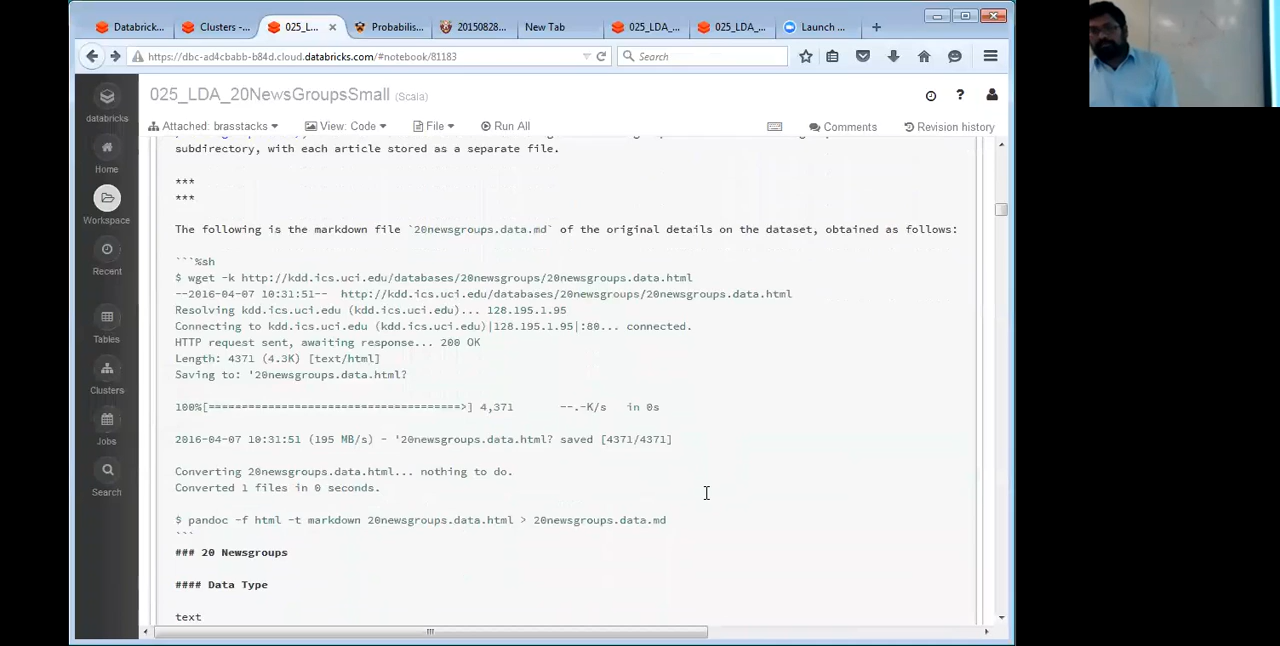 Databrick...
Clusters -...
025_L...
Probabilis...
20150828...
New Tab
025_LDA_...
025_LDA_...
Launch ...
https://dbc-ad4cbabb-b84d.cloud.databricks.com/#notebook/81183
Search
databricks
Home
Workspace
Recent
Tables
Clusters
Jobs
Search
025_LDA_20NewsGroupsSmall (Scala)
Attached: brasstacks
View: Code
File
Run All
Comments
Revision history
subdirectory, with each article stored as a separate file.
***
***
The following is the markdown file `20newsgroups.data.md` of the original details on the dataset, obtained as follows:
```%sh
$ wget -k http://kdd.ics.uci.edu/databases/20newsgroups/20newsgroups.data.html
--2016-04-07 10:31:51--  http://kdd.ics.uci.edu/databases/20newsgroups/20newsgroups.data.html
Resolving kdd.ics.uci.edu (kdd.ics.uci.edu)... 128.195.1.95
Connecting to kdd.ics.uci.edu (kdd.ics.uci.edu)|128.195.1.95|:80... connected.
HTTP request sent, awaiting response... 200 OK
Length: 4371 (4.3K) [text/html]
Saving to: '20newsgroups.data.html?
100%[======================================>] 4,371       --.-K/s   in 0s
2016-04-07 10:31:51 (195 MB/s) - '20newsgroups.data.html? saved [4371/4371]
Converting 20newsgroups.data.html... nothing to do.
Converted 1 files in 0 seconds.
$ pandoc -f html -t markdown 20newsgroups.data.html > 20newsgroups.data.md
```
### 20 Newsgroups
#### Data Type
text